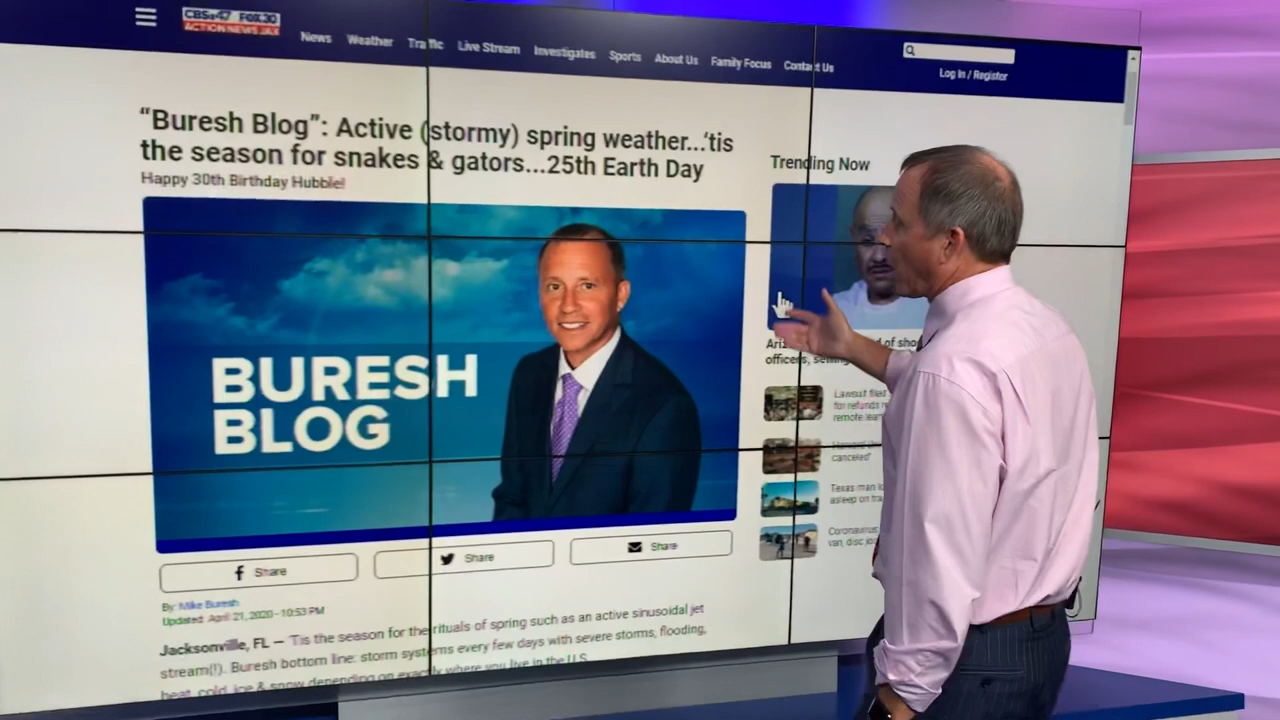 CBS 47 FOX30
ACTION NEWS JAX
News Weather Traffic Live Stream Investigates Sports About Us Family Focus Contact Us
Log In / Register
“Buresh Blog”: Active (stormy) spring weather...‘tis
the season for snakes & gators...25th Earth Day
Happy 30th Birthday Hubble!
BURESH
BLOG
Share
Share
Share
By: Mike Buresh
Updated: April 21, 2020 - 10:53 PM
Jacksonville, FL — ‘Tis the season for the rituals of spring such as an active sinusoidal jet
stream(!). Buresh bottom line: storm systems every few days with severe storms, flooding,
heat, cold, ice & snow depending on exactly where you live in the U.S.
Trending Now
of
officers,
Lawsuit filed
for refunds
remote
canceled"
Texas man
asleep on
Coronavirus
van, disc